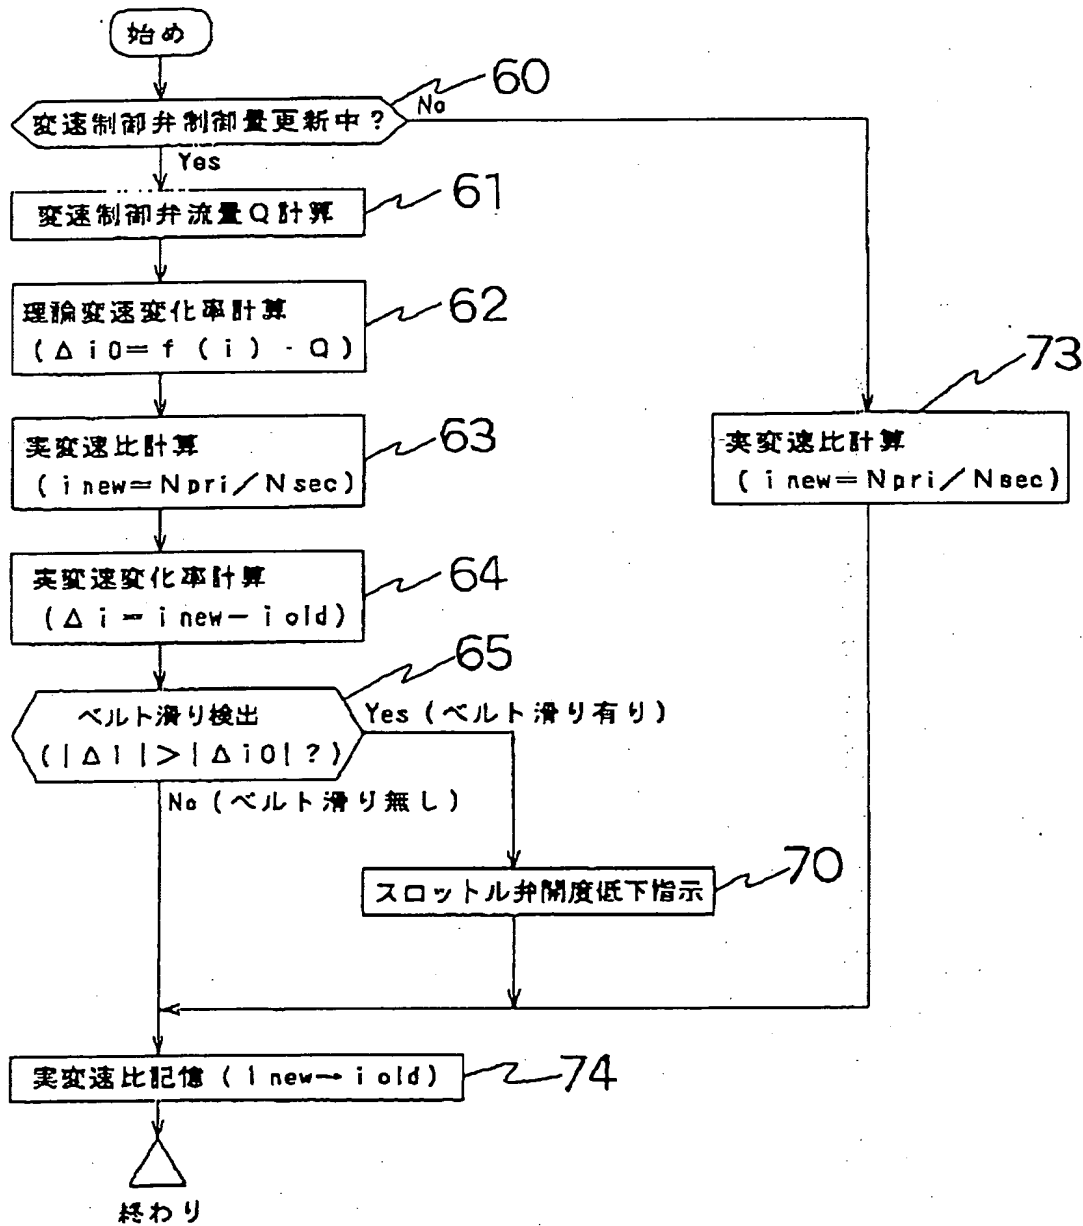 始め
60
変速制御弁制御量更新中?
No
Yes
変速制御弁流量Q計算
61
理論変速変化率計算
(Δi0=f(i)・Q)
62
実変速比計算
(inew=Npri/Nsec)
63
実変速比計算
(inew=Npri/Nsec)
73
実変速変化率計算
(Δi=inew-iold)
64
ベルト滑り検出
(|Δi|>|Δi0|?)
65
Yes(ベルト滑り有り)
No(ベルト滑り無し)
スロットル弁開度低下指示
70
実変速比記憶(inew→iold)
74
終わり